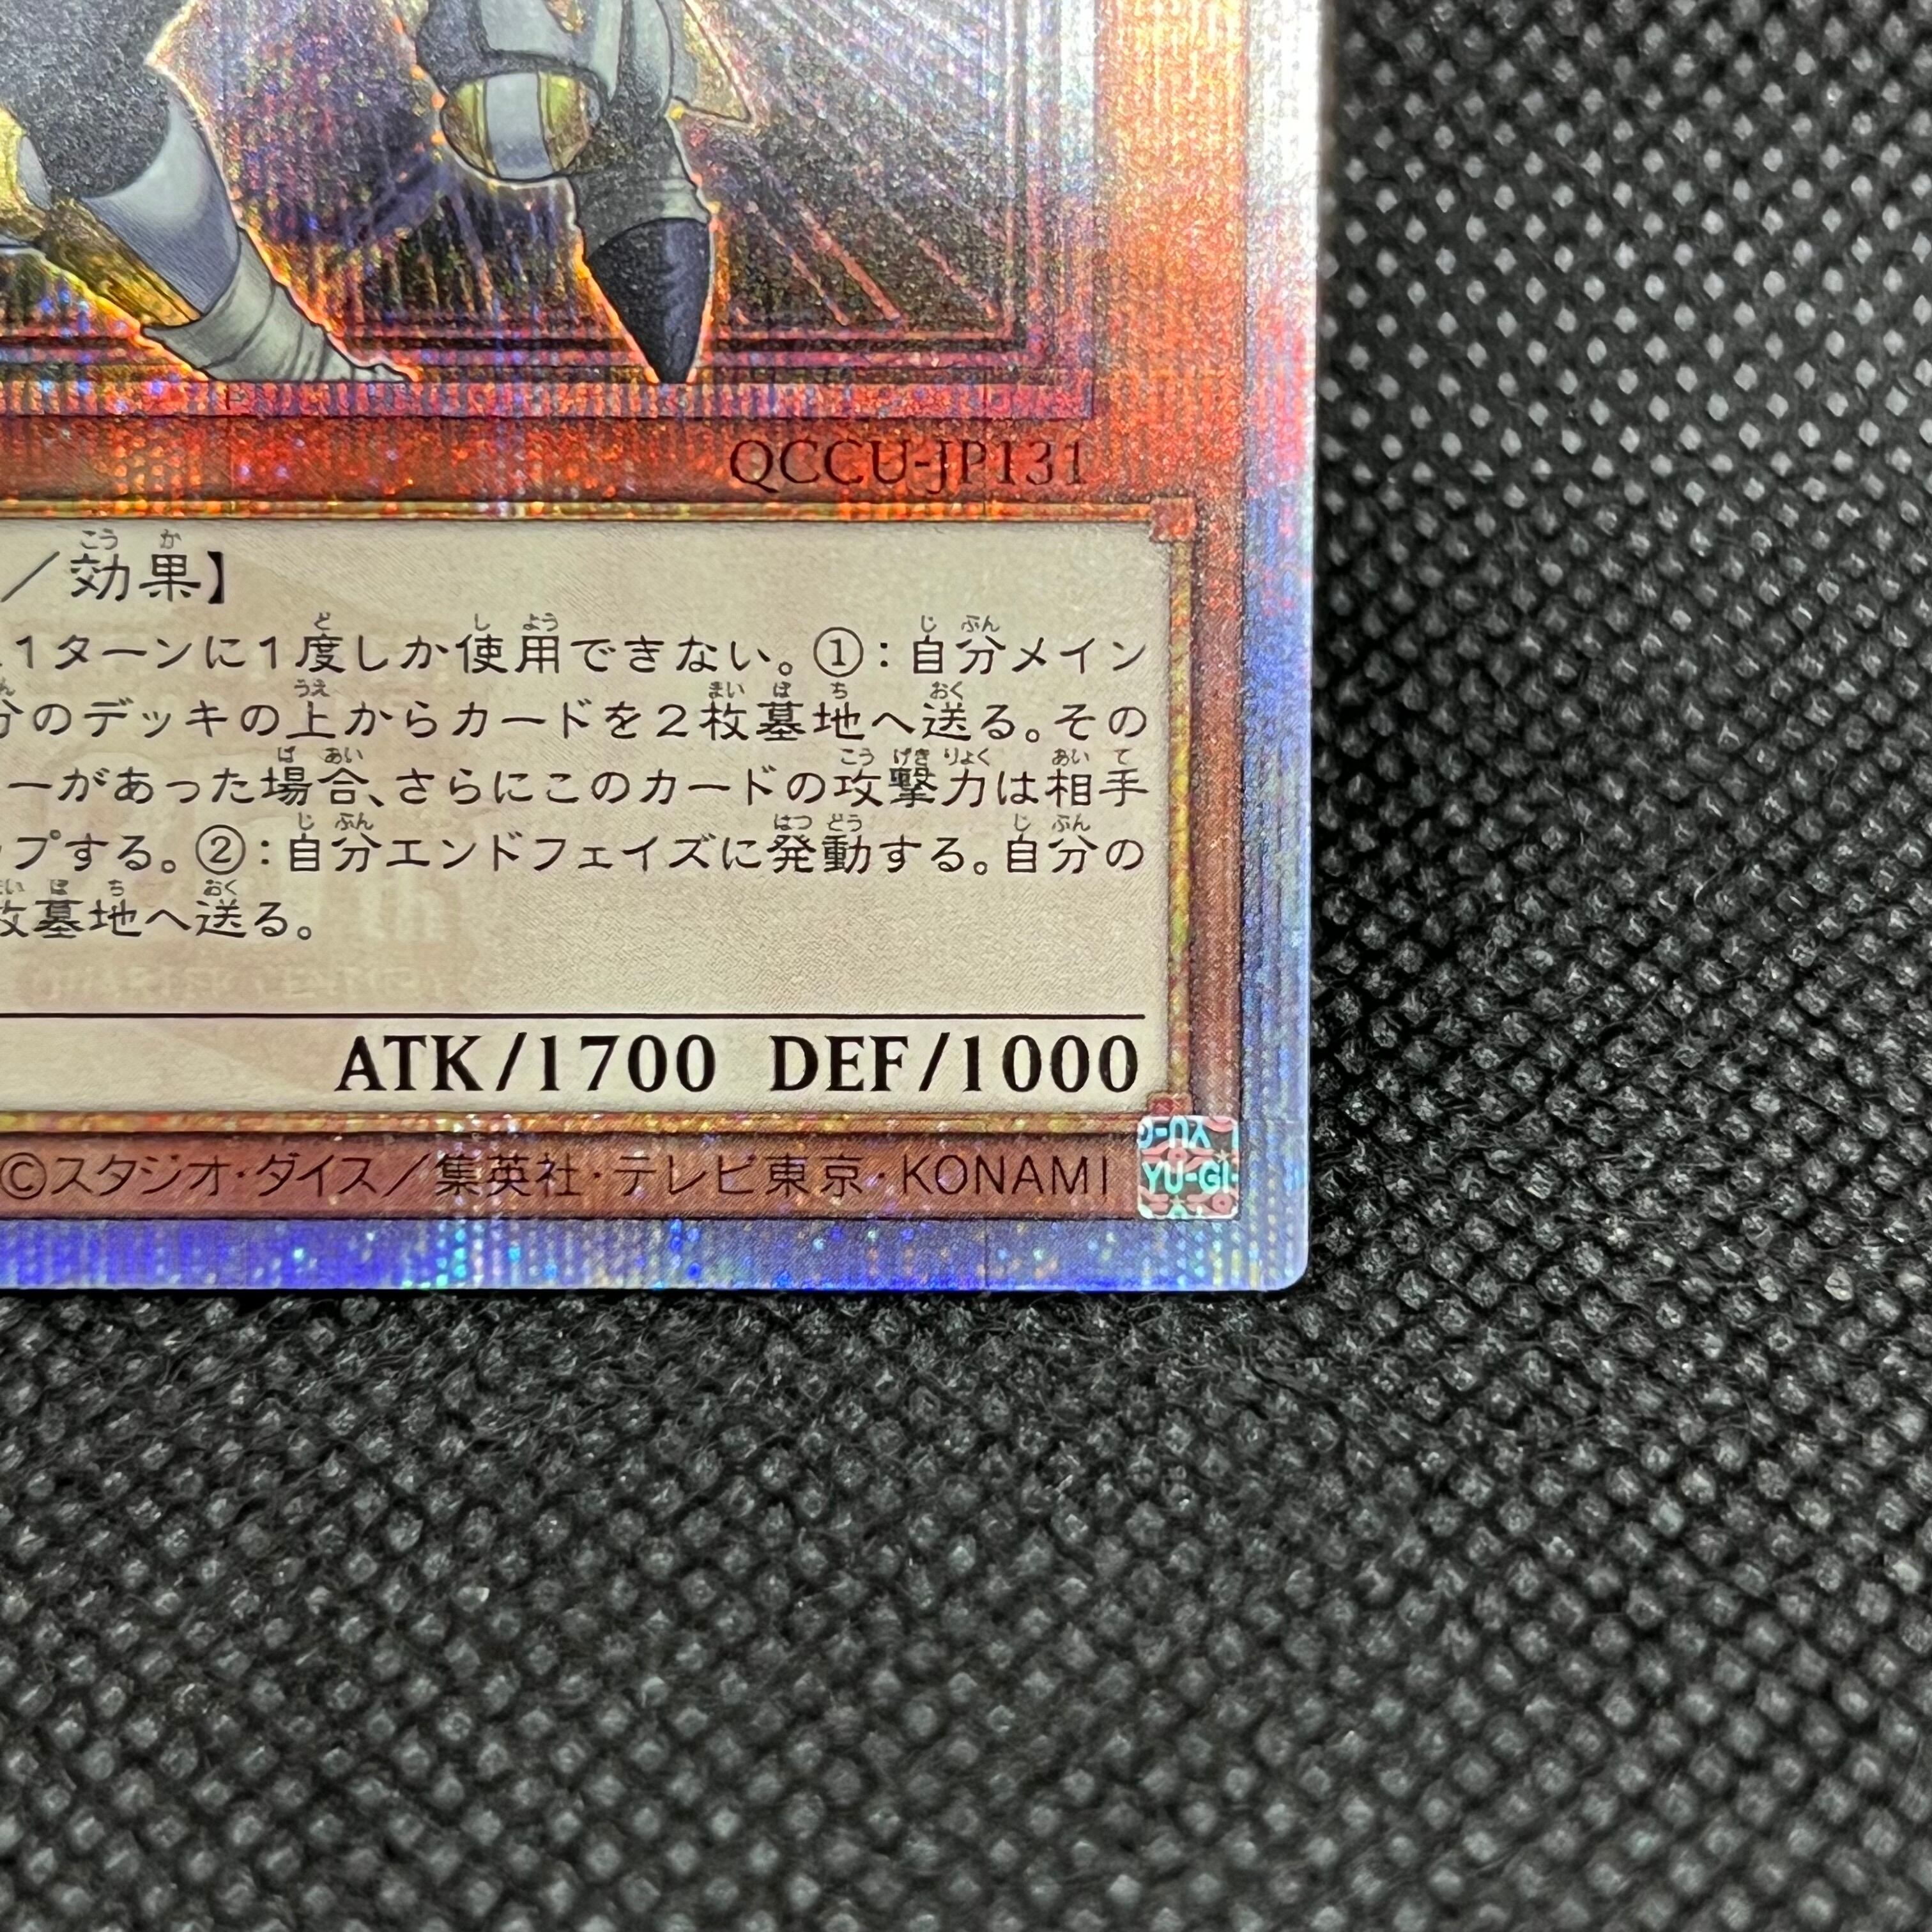 QCCU-JP131
／効果】
1ターンに1度しか使用できない。①：自分メイン
分のデッキの上からカードを2枚墓地へ送る。その
ーがあった場合、さらにこのカードの攻撃力は相手
プする。②：自分エンドフェイズに発動する。自分の
枚墓地へ送る。
ATK/1700 DEF/1000
©スタジオ・ダイス／集英社・テレビ東京・KONAMI
YU-GI-